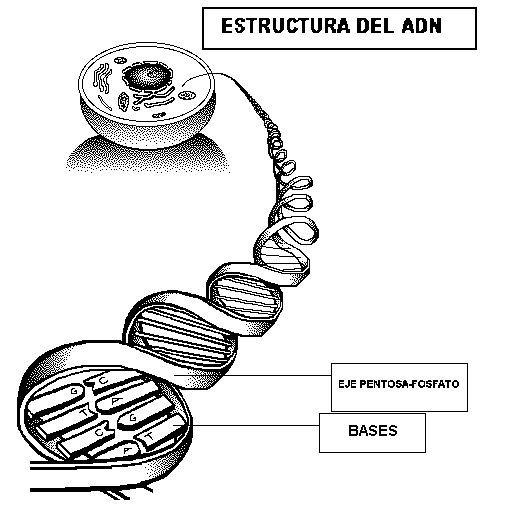 ESTRUCTURA DEL ADN
EJE PENTOSA-FOSFATO
BASES
G C
T A
C G
A T